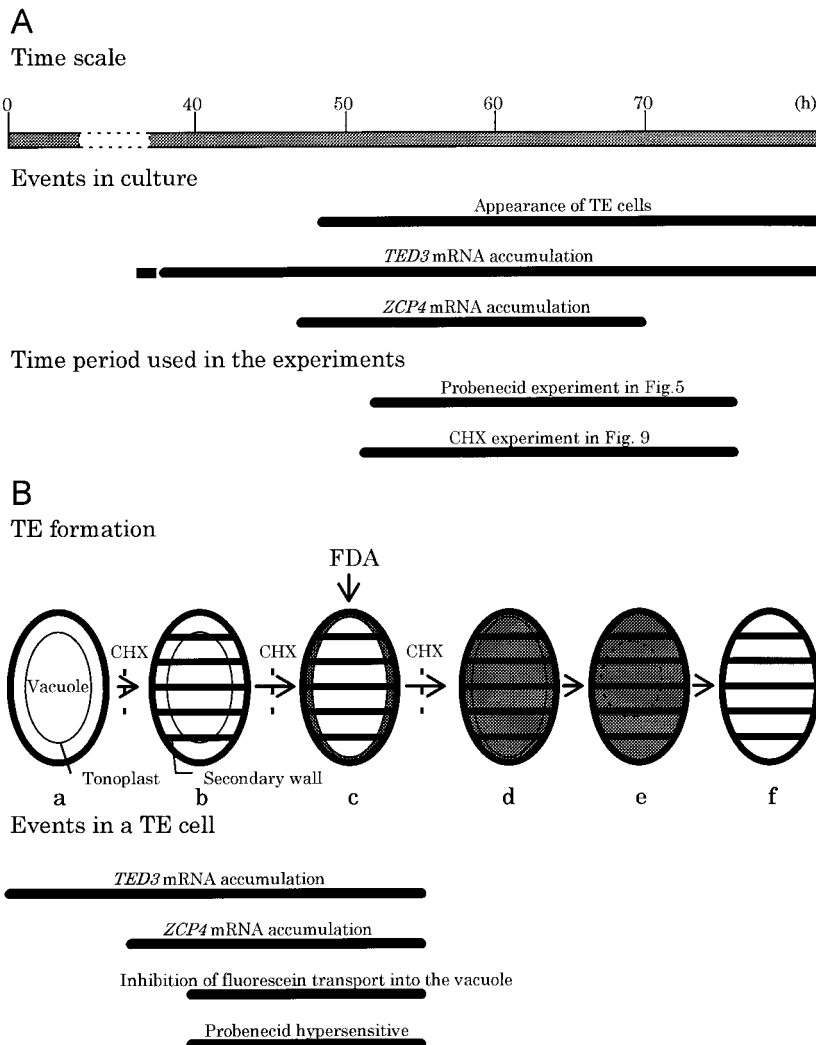 A
Time scale
0 40 50 60 70 (h)
Events in culture
Appearance of TE cells
TED3 mRNA accumulation
ZCP4 mRNA accumulation
Time period used in the experiments
Probenecid experiment in Fig.5
CHX experiment in Fig. 9
B
TE formation
FDA
CHX CHX CHX
Vacuole
Tonoplast Secondary wall
a b c d e f
Events in a TE cell
TED3 mRNA accumulation
ZCP4 mRNA accumulation
Inhibition of fluorescein transport into the vacuole
Probenecid hypersensitive